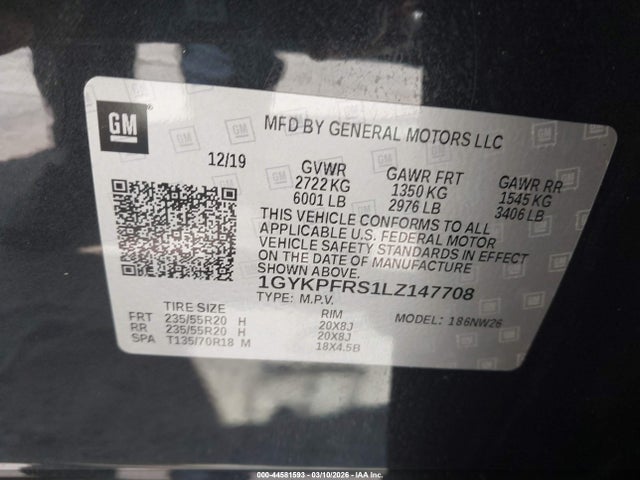 GM
MFD BY GENERAL MOTORS LLC
12/19
GVWR GAWR FRT GAWR RR
2722 KG 1350 KG 1545 KG
6001 LB 2976 LB 3406 LB
THIS VEHICLE CONFORMS TO ALL
APPLICABLE U.S. FEDERAL MOTOR
VEHICLE SAFETY STANDARDS IN EFFECT
ON THE DATE OF MANUFACTURE
SHOWN ABOVE.
1GYKPFRS1LZ147708
TYPE: M.P.V. MODEL: 186NW26
TIRE SIZE RIM
FRT 235/55R20 H 20X8J
RR 235/55R20 H 20X8J
SPA T135/70R18 M 18X4.5B
000-44581593 — 03/10/2026 — IAA Inc.